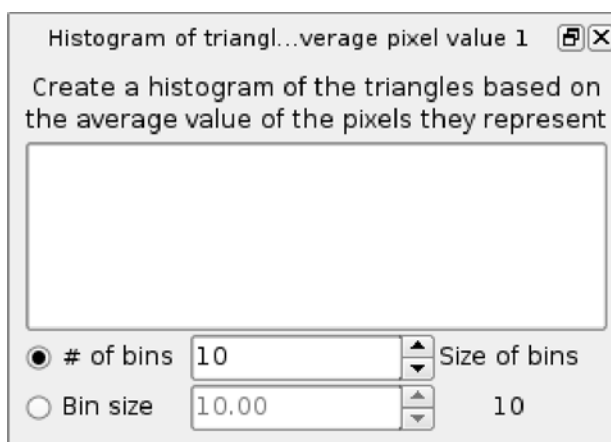 Histogram of triangl...verage pixel value 1
Create a histogram of the triangles based on
the average value of the pixels they represent
# of bins 10 Size of bins
Bin size 10.00 10